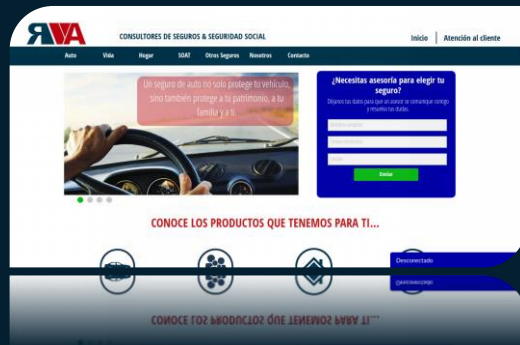 RVA
CONSULTORES DE SEGUROS & SEGURIDAD SOCIAL
Inicio
Atención al cliente
Auto Vida Hogar SOAT Otros Seguros Nosotros Contacto
Un seguro de auto no solo protege tu vehículo,
sino también protege a tu patrimonio, a tu
familia y a ti.
¿Necesitas asesoría para elegir tu
seguro?
Déjanos tus datos para que un asesor se comunique contigo
y resuelva tus dudas.
Enviar
CONOCE LOS PRODUCTOS QUE TENEMOS PARA TI...
Desconectado